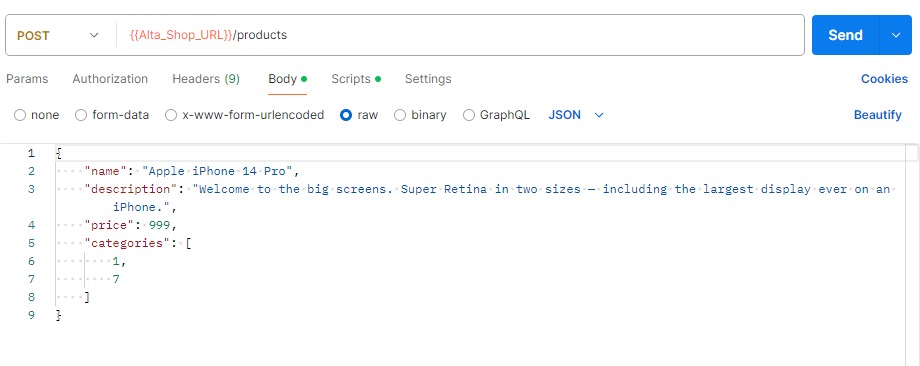 POST {{Alta_Shop_URL}}/products Send
Params Authorization Headers (9) Body Scripts Settings Cookies
none form-data x-www-form-urlencoded raw binary GraphQL JSON Beautify
1 {
2 "name": "Apple iPhone 14 Pro",
3 "description": "Welcome to the big screens. Super Retina in two sizes — including the largest display ever on an
iPhone.",
4 "price": 999,
5 "categories": [
6 1,
7 7
8 ]
9 }